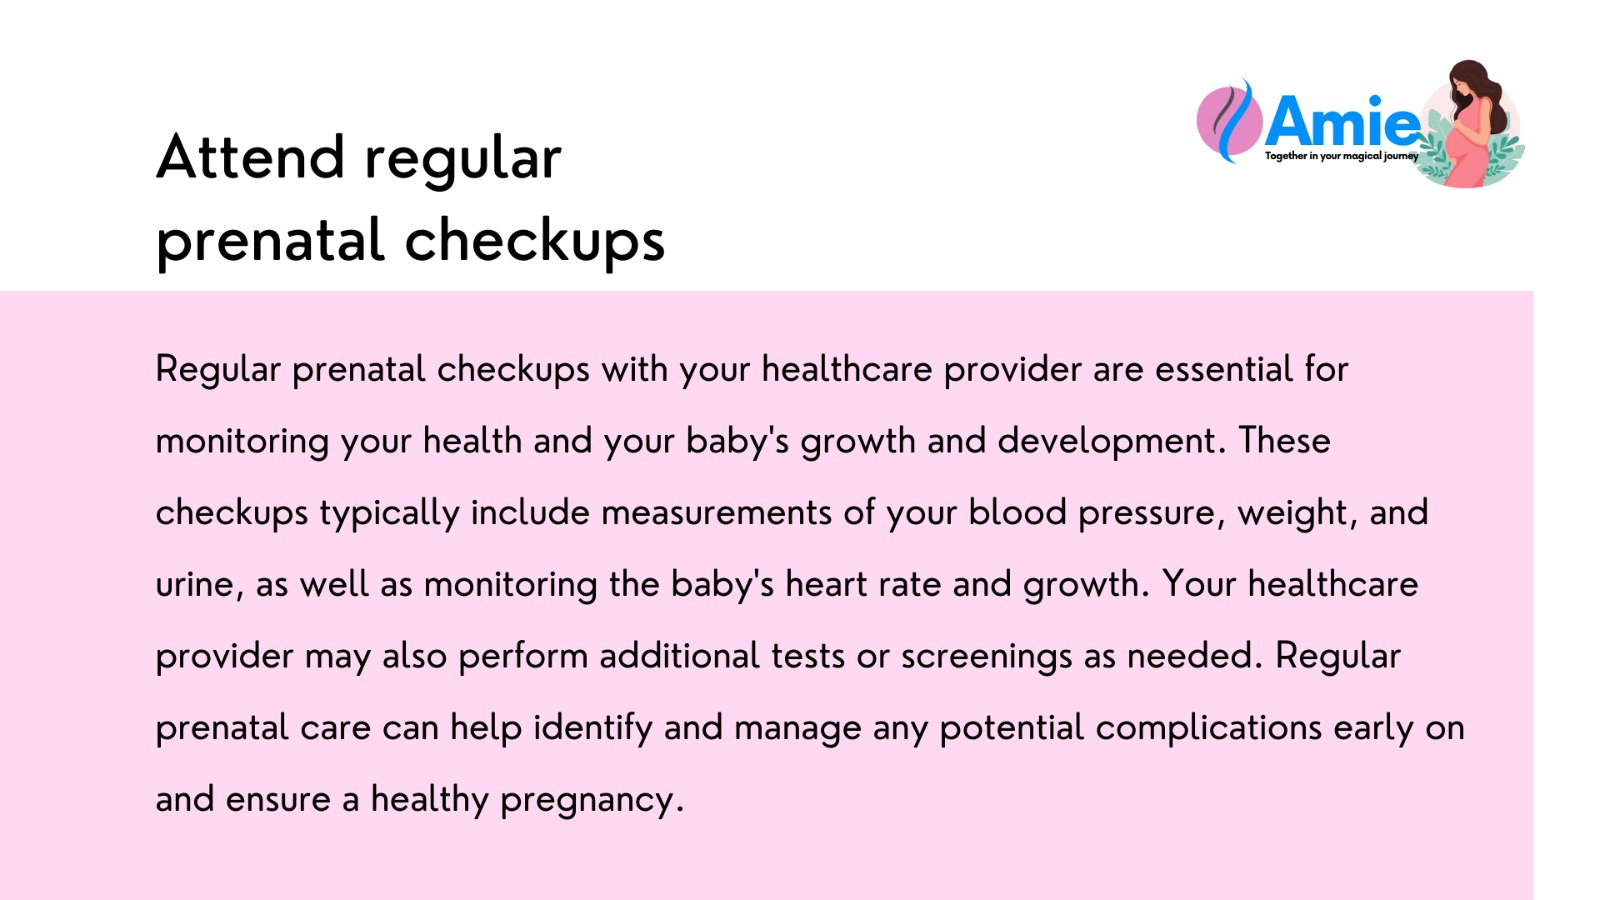 Amie
Together in your magical journey
Attend regular
prenatal checkups
Regular prenatal checkups with your healthcare provider are essential for
monitoring your health and your baby's growth and development. These
checkups typically include measurements of your blood pressure, weight, and
urine, as well as monitoring the baby's heart rate and growth. Your healthcare
provider may also perform additional tests or screenings as needed. Regular
prenatal care can help identify and manage any potential complications early on
and ensure a healthy pregnancy.